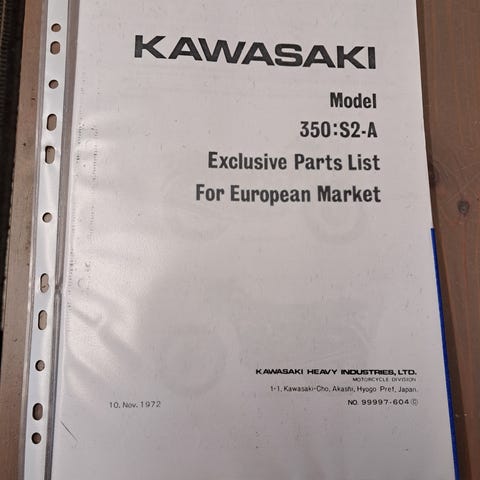 KAWASAKI
Model
350:S2-A
Exclusive Parts List
For European Market
KAWASAKI HEAVY INDUSTRIES, LTD.
MOTORCYCLE DIVISION
1-1, Kawasaki-Cho, Akashi, Hyogo Pref, Japan.
10. Nov. 1972
NO. 99997-604 ©